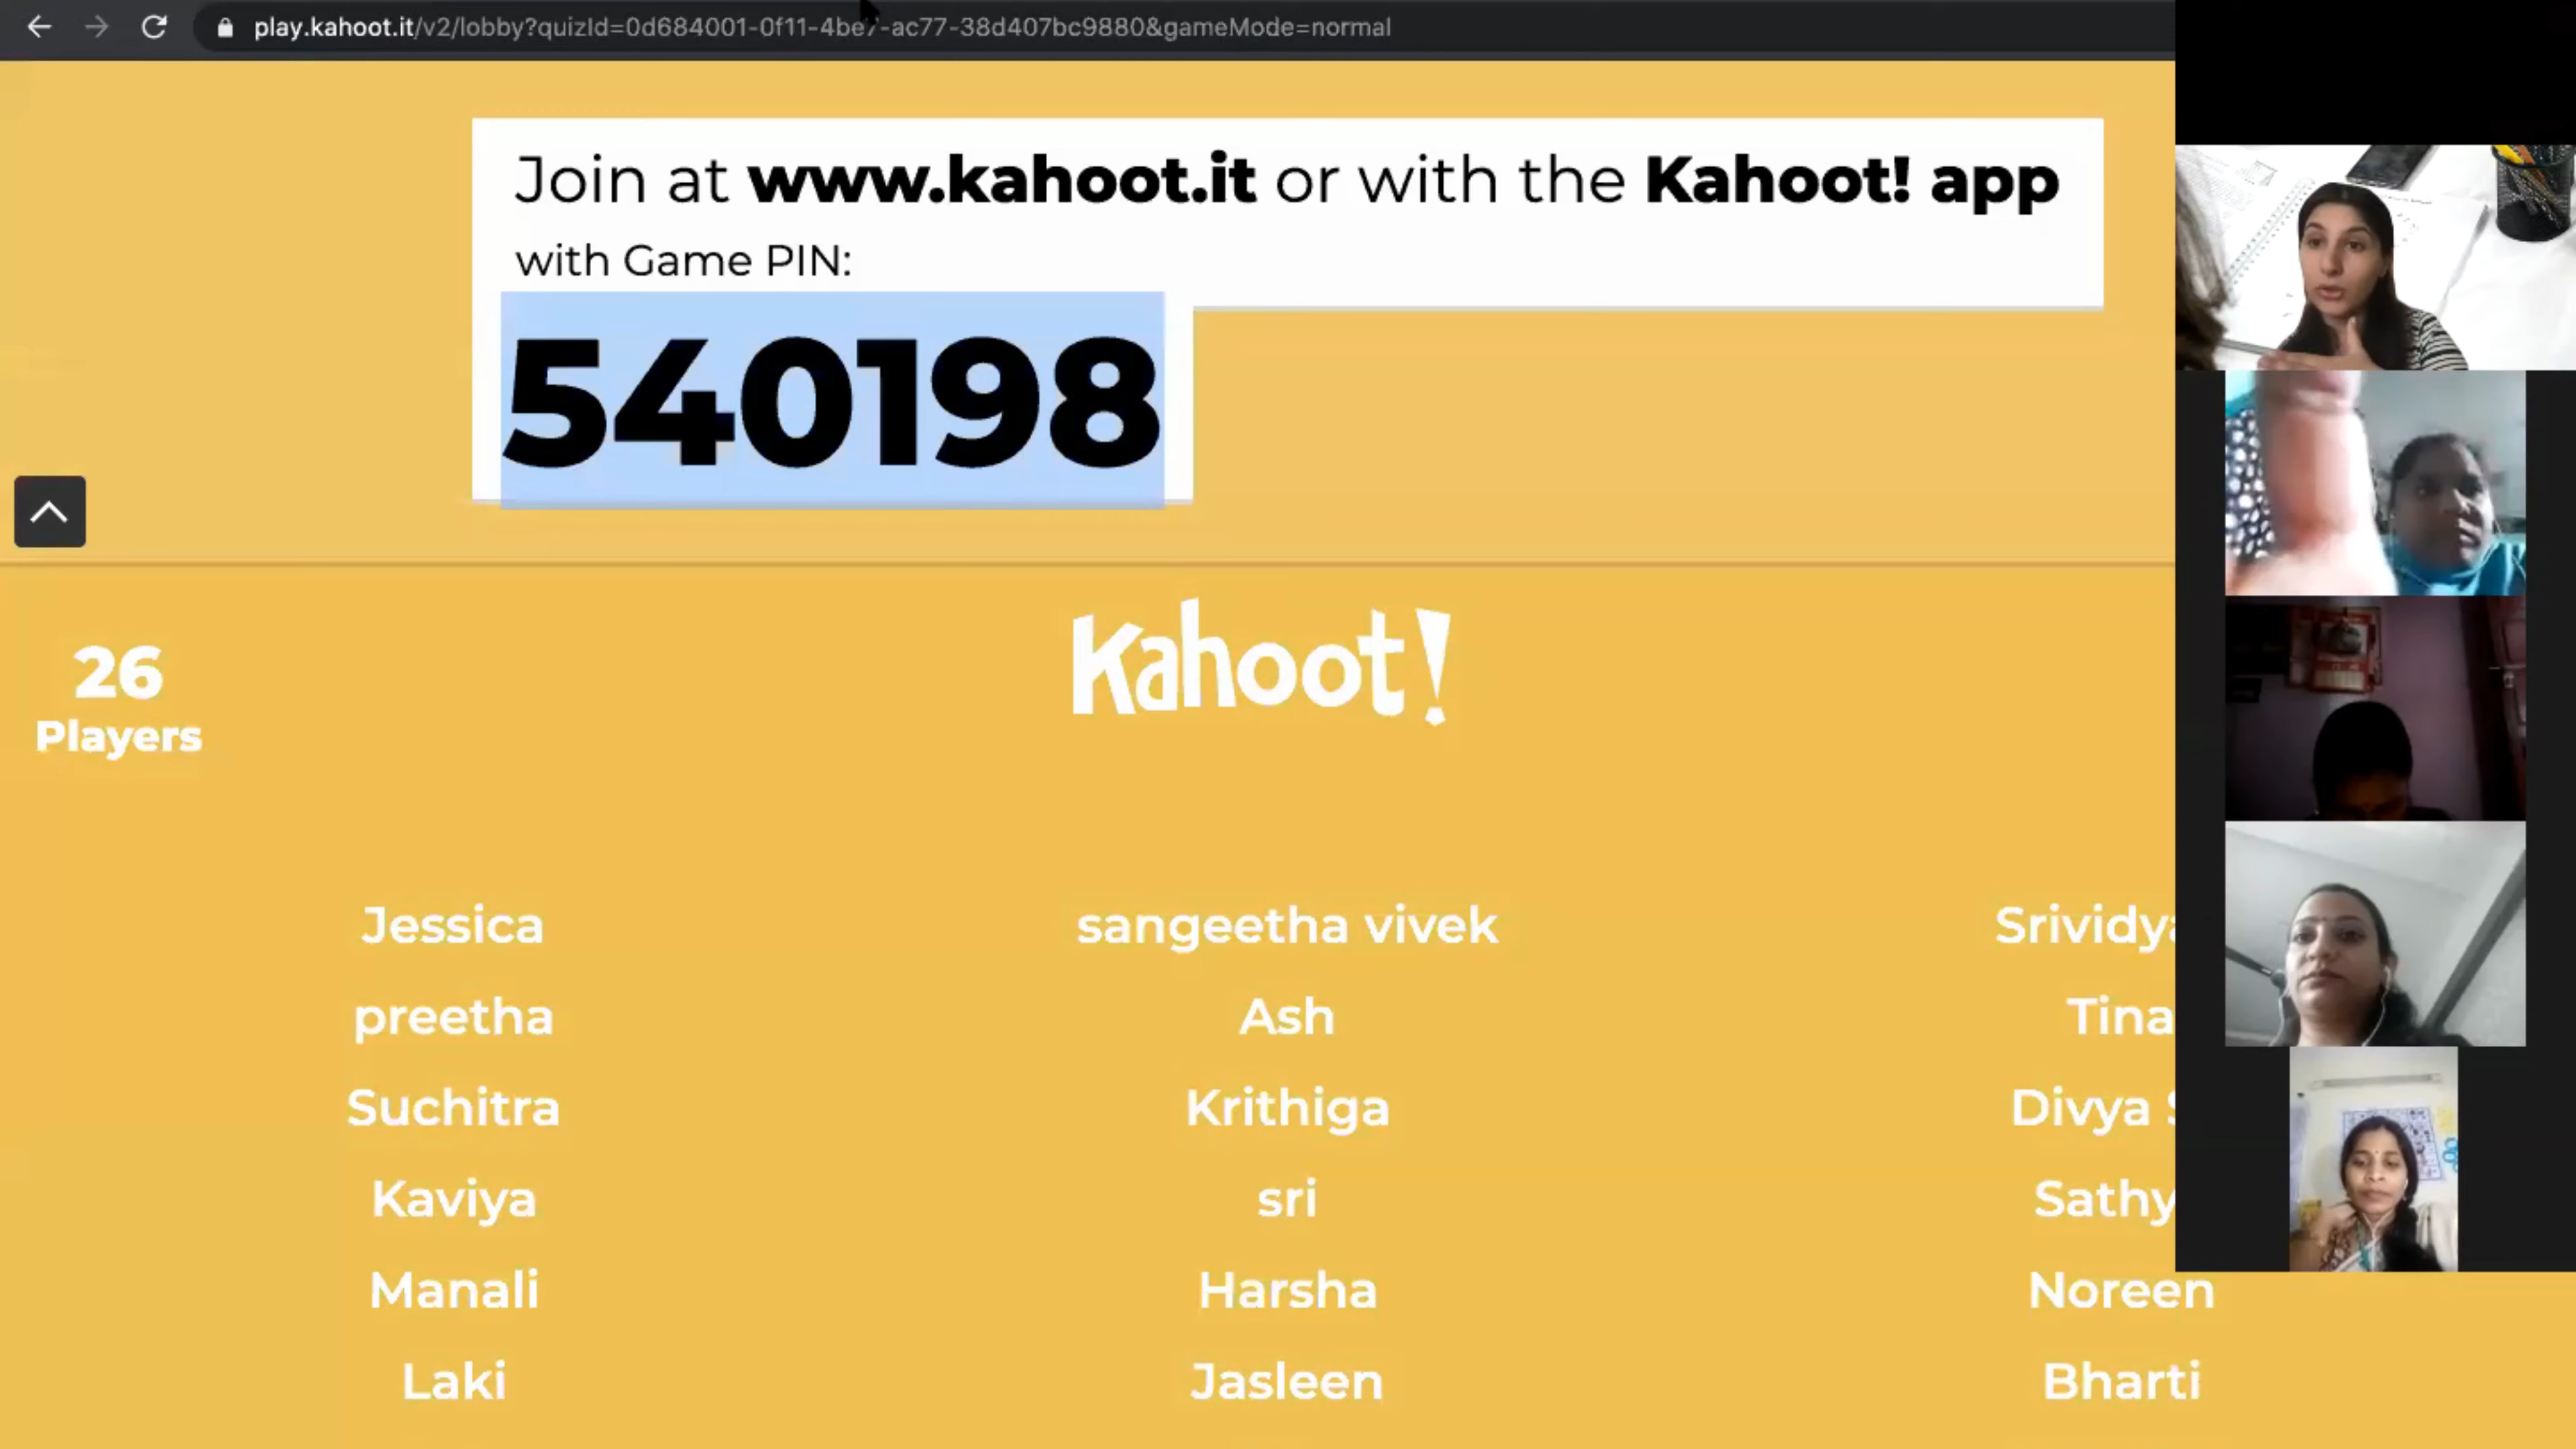 play.kahoot.it/v2/lobby?quizId=0d684001-0f11-4be7-ac77-38d407bc9880&gameMode=normal
Join at www.kahoot.it or with the Kahoot! app
with Game PIN:
540198
26
Players
Kahoot!
Jessica sangeetha vivek
preetha Ash Tina
Suchitra Krithiga Divya
Kaviya sri
Manali Harsha Noreen
Laki Jasleen Bharti